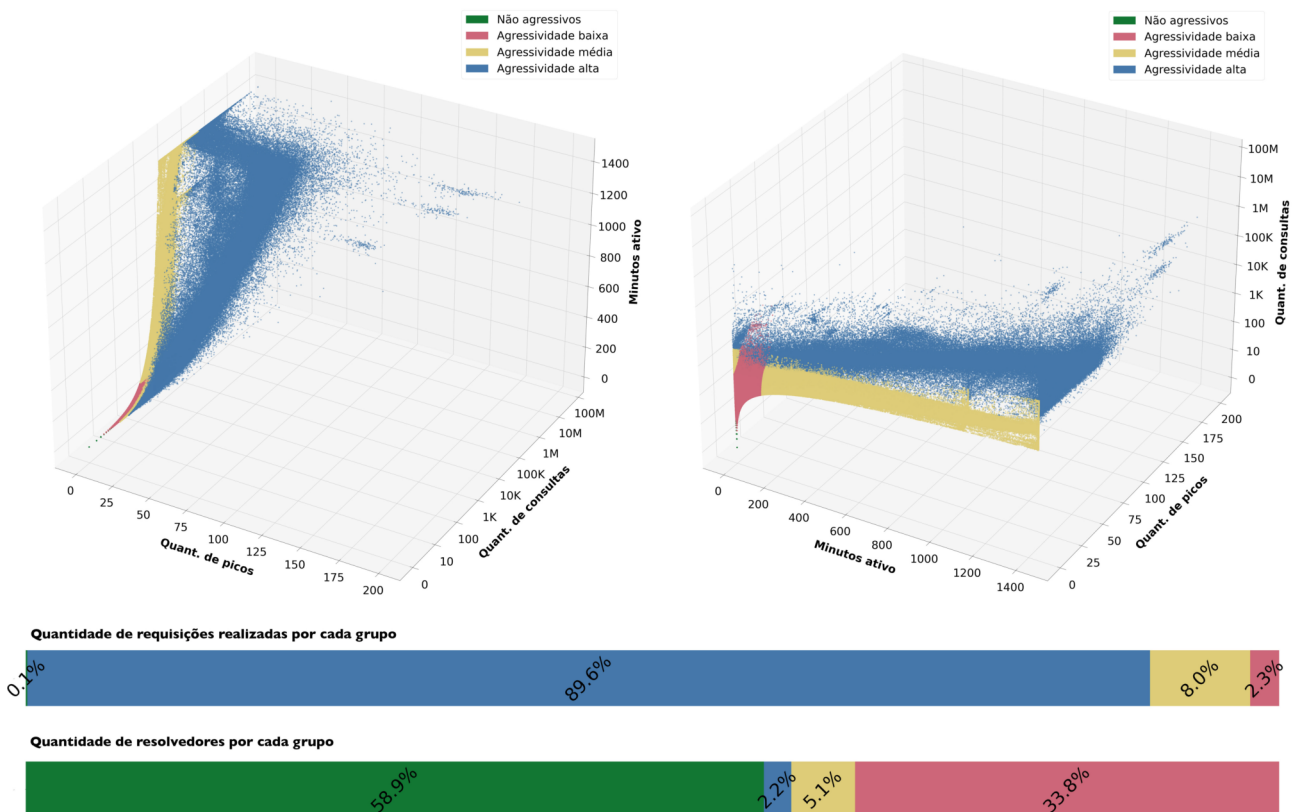 Não agressivos
Agressividade baixa
Agressividade média
Agressividade alta
1400
1200
1000
800
600
400
200
0
Minutos ativo
100M
10M
1M
100K
10K
1K
100
10
0
Quant. de consultas
0
25
50
75
100
125
150
175
200
Quant. de picos
Não agressivos
Agressividade baixa
Agressividade média
Agressividade alta
100M
10M
1M
100K
10K
1K
100
10
0
Quant. de consultas
200
175
150
125
100
75
50
25
0
Quant. de picos
0
200
400
600
800
1000
1200
1400
Minutos ativo
Quantidade de requisições realizadas por cada grupo
0.1%
89.6%
8.0%
2.3%
Quantidade de resolvedores por cada grupo
58.9%
2.2%
5.1%
33.8%